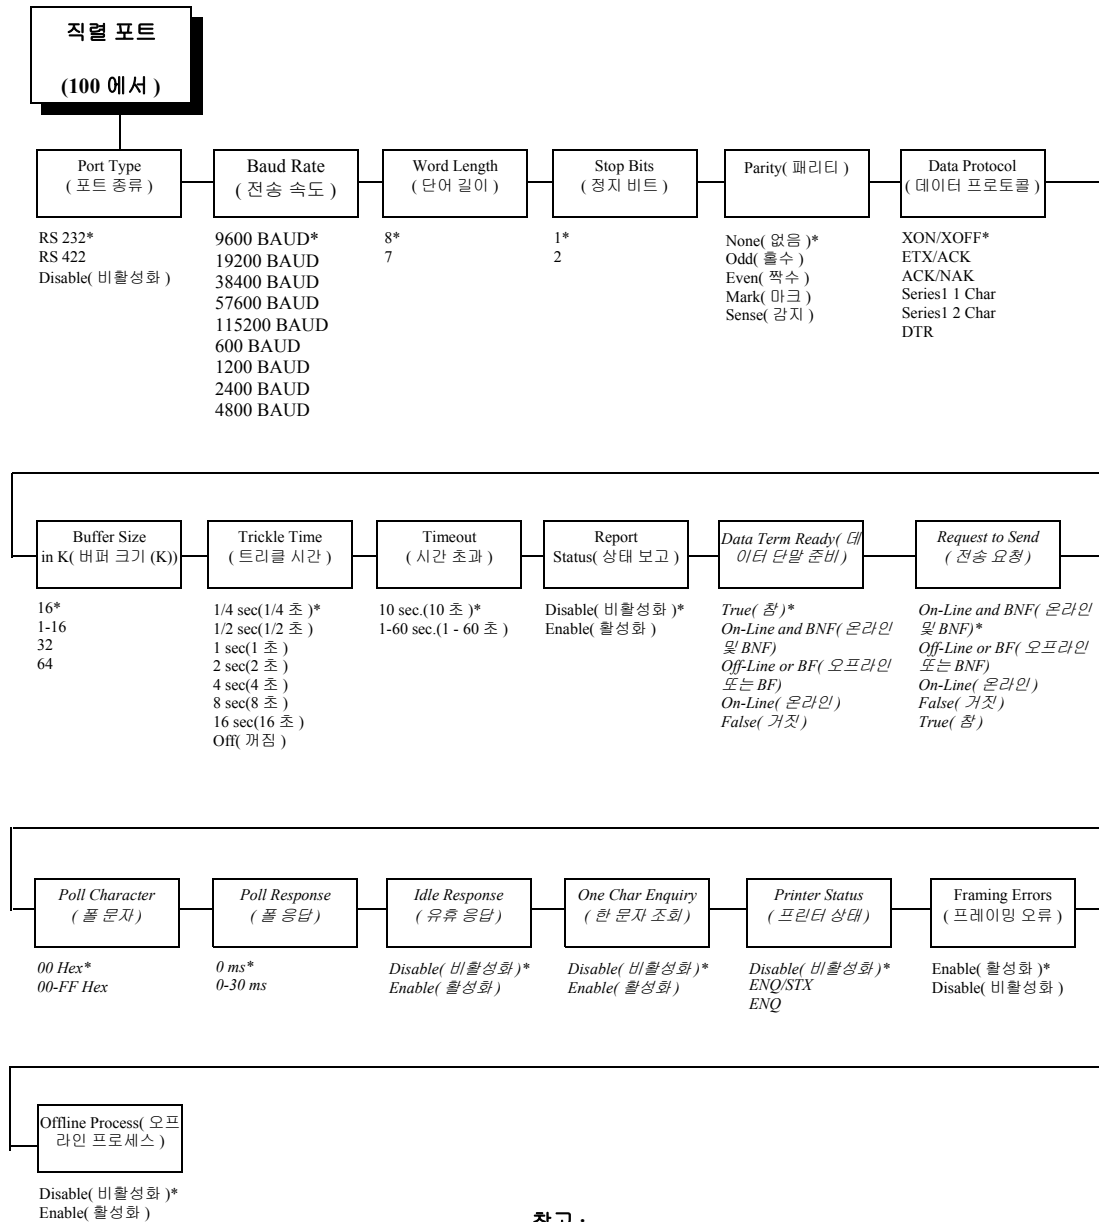 직렬 포트
(100 에서 )
Port Type
( 포트 종류 )
RS 232*
RS 422
Disable( 비활성화 )
Baud Rate
( 전송 속도 )
9600 BAUD*
19200 BAUD
38400 BAUD
57600 BAUD
115200 BAUD
600 BAUD
1200 BAUD
2400 BAUD
4800 BAUD
Word Length
( 단어 길이 )
8*
7
Stop Bits
( 정지 비트 )
1*
2
Parity( 패리티 )
None( 없음 )*
Odd( 홀수 )
Even( 짝수 )
Mark( 마크 )
Sense( 감지 )
Data Protocol
( 데이터 프로토콜 )
XON/XOFF*
ETX/ACK
ACK/NAK
Series1 1 Char
Series1 2 Char
DTR
Buffer Size
in K( 버퍼 크기 (K))
16*
1-16
32
64
Trickle Time
( 트리클 시간 )
1/4 sec(1/4 초 )*
1/2 sec(1/2 초 )
1 sec(1 초 )
2 sec(2 초 )
4 sec(4 초 )
8 sec(8 초 )
16 sec(16 초 )
Off( 꺼짐 )
Timeout
( 시간 초과 )
10 sec.(10 초 )*
1-60 sec.(1 - 60 초 )
Report
Status( 상태 보고 )
Disable( 비활성화 )*
Enable( 활성화 )
Data Term Ready( 데
이터 단말 준비 )
True( 참 )*
On-Line and BNF( 온라인
및 BNF)
Off-Line or BF( 오프라인
또는 BF)
On-Line( 온라인 )
False( 거짓 )
Request to Send
( 전송 요청 )
On-Line and BNF( 온라인
및 BNF)*
Off-Line or BF( 오프라인
또는 BNF)
On-Line( 온라인 )
False( 거짓 )
True( 참 )
Poll Character
( 폴 문자 )
00 Hex*
00-FF Hex
Poll Response
( 폴 응답 )
0 ms*
0-30 ms
Idle Response
( 유휴 응답 )
Disable( 비활성화 )*
Enable( 활성화 )
One Char Enquiry
( 한 문자 조회 )
Disable( 비활성화 )*
Enable( 활성화 )
Printer Status
( 프린터 상태 )
Disable( 비활성화 )*
ENQ/STX
ENQ
Framing Errors
( 프레이밍 오류 )
Enable( 활성화 )*
Disable( 비활성화 )
Offline Process( 오프
라인 프로세스 )
Disable( 비활성화 )*
Enable( 활성화 )
참고 :